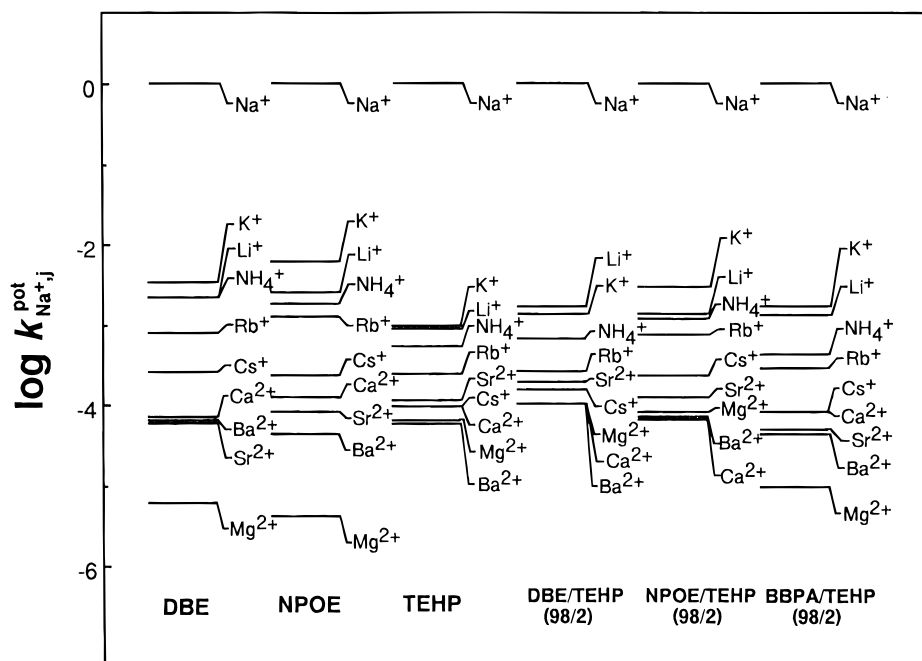 log k pot Na+,j
0
-2
-4
-6
Na+
K+
Li+
NH4+
Rb+
Cs+
Ca2+
Ba2+
Sr2+
Mg2+
DBE
Na+
K+
Li+
NH4+
Rb+
Cs+
Ca2+
Sr2+
Ba2+
Mg2+
NPOE
Na+
K+
Li+
NH4+
Rb+
Sr2+
Cs+
Ca2+
Mg2+
Ba2+
TEHP
Na+
Li+
K+
NH4+
Rb+
Sr2+
Cs+
Mg2+
Ca2+
Ba2+
DBE/TEHP
(98/2)
Na+
K+
Li+
NH4+
Rb+
Cs+
Sr2+
Mg2+
Ba2+
Ca2+
NPOE/TEHP
(98/2)
Na+
K+
Li+
NH4+
Rb+
Cs+
Ca2+
Sr2+
Ba2+
Mg2+
BBPA/TEHP
(98/2)